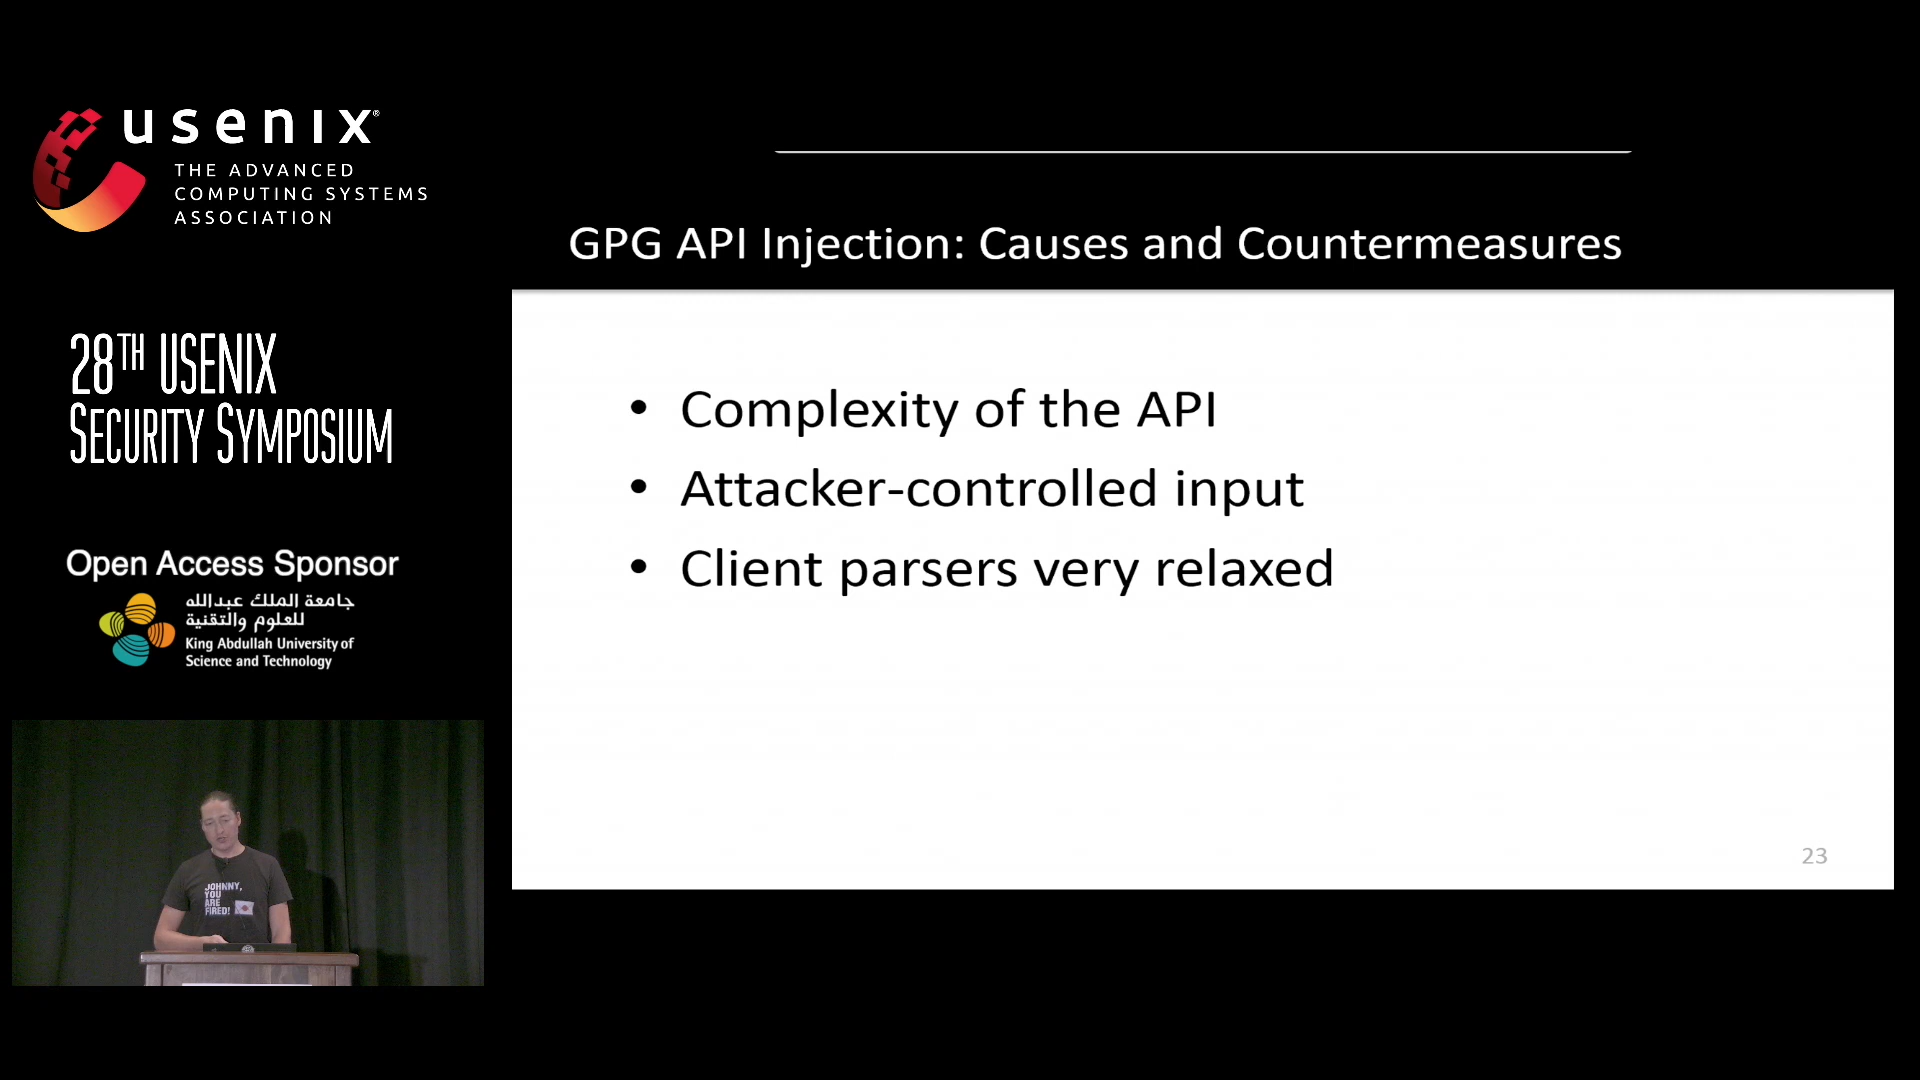 usenix®
THE ADVANCED
COMPUTING SYSTEMS
ASSOCIATION
28TH USENIX
SECURITY SYMPOSIUM
Open Access Sponsor
جامعة الملك عبدالله
للعلوم والتقنية
King Abdullah University of
Science and Technology
JOHNNY,
YOU
ARE
FIRED!
GPG API Injection: Causes and Countermeasures
• Complexity of the API
• Attacker-controlled input
• Client parsers very relaxed
23